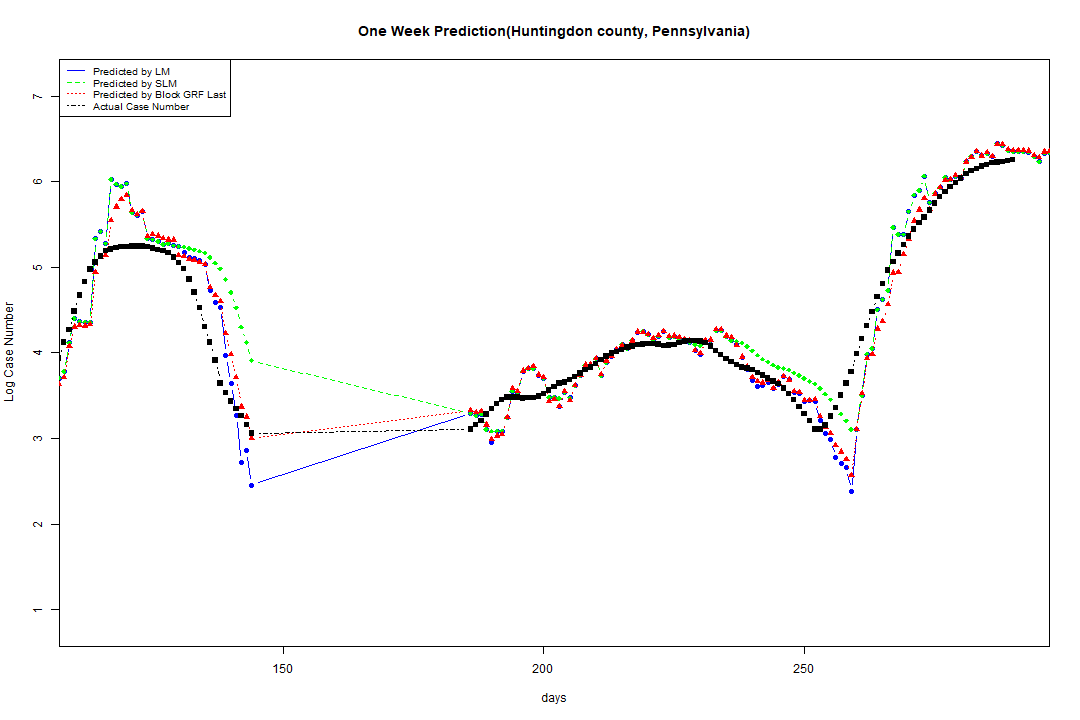 One Week Prediction(Huntingdon county, Pennsylvania)
Predicted by LM
Predicted by SLM
Predicted by Block GRF Last
Actual Case Number
Log Case Number
7
6
5
4
3
2
1
150
200
250
days